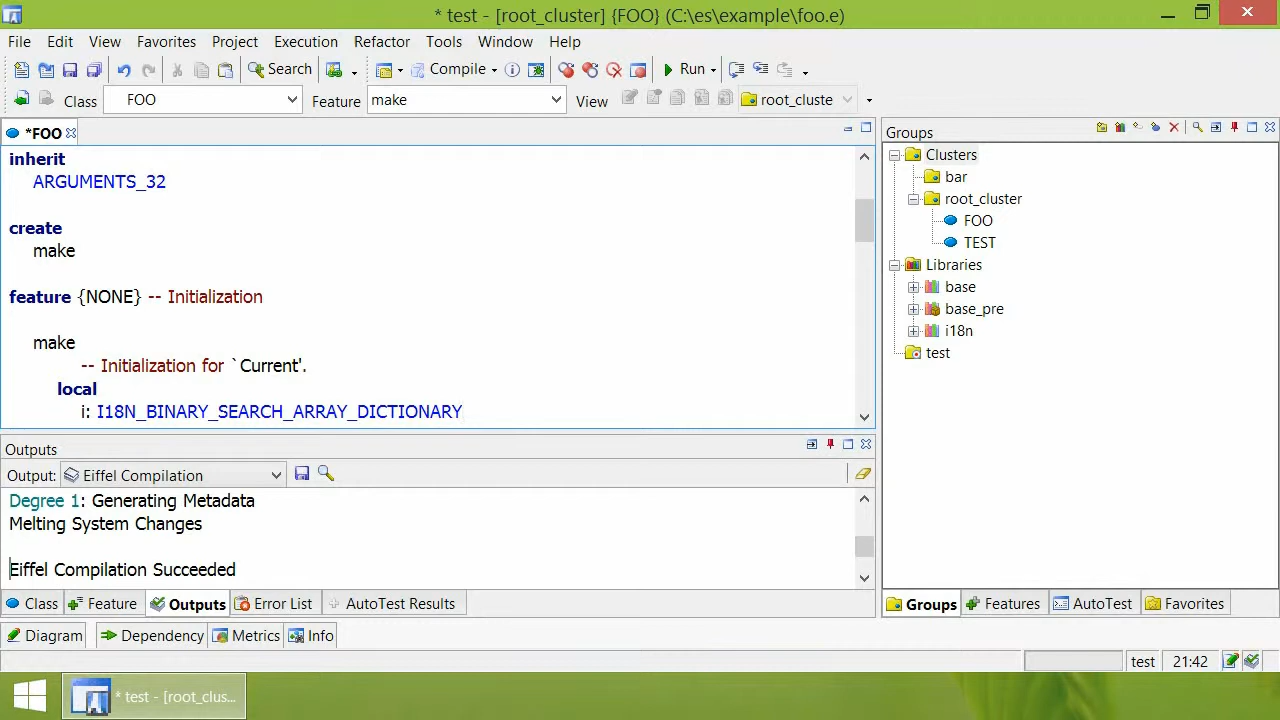 * test - [root_cluster] {FOO} (C:\es\example\foo.e)
File Edit View Favorites Project Execution Refactor Tools Window Help
Search Compile Run
Class FOO Feature make View root_cluste
*FOO
inherit
ARGUMENTS_32
create
make
feature {NONE} -- Initialization
make
-- Initialization for `Current'.
local
i: I18N_BINARY_SEARCH_ARRAY_DICTIONARY
Groups
Clusters
bar
root_cluster
FOO
TEST
Libraries
base
base_pre
i18n
test
Outputs
Output: Eiffel Compilation
Degree 1: Generating Metadata
Melting System Changes
Eiffel Compilation Succeeded
Class Feature Outputs Error List AutoTest Results
Groups Features AutoTest Favorites
Diagram Dependency Metrics Info
test 21:42
* test - [root_clus...